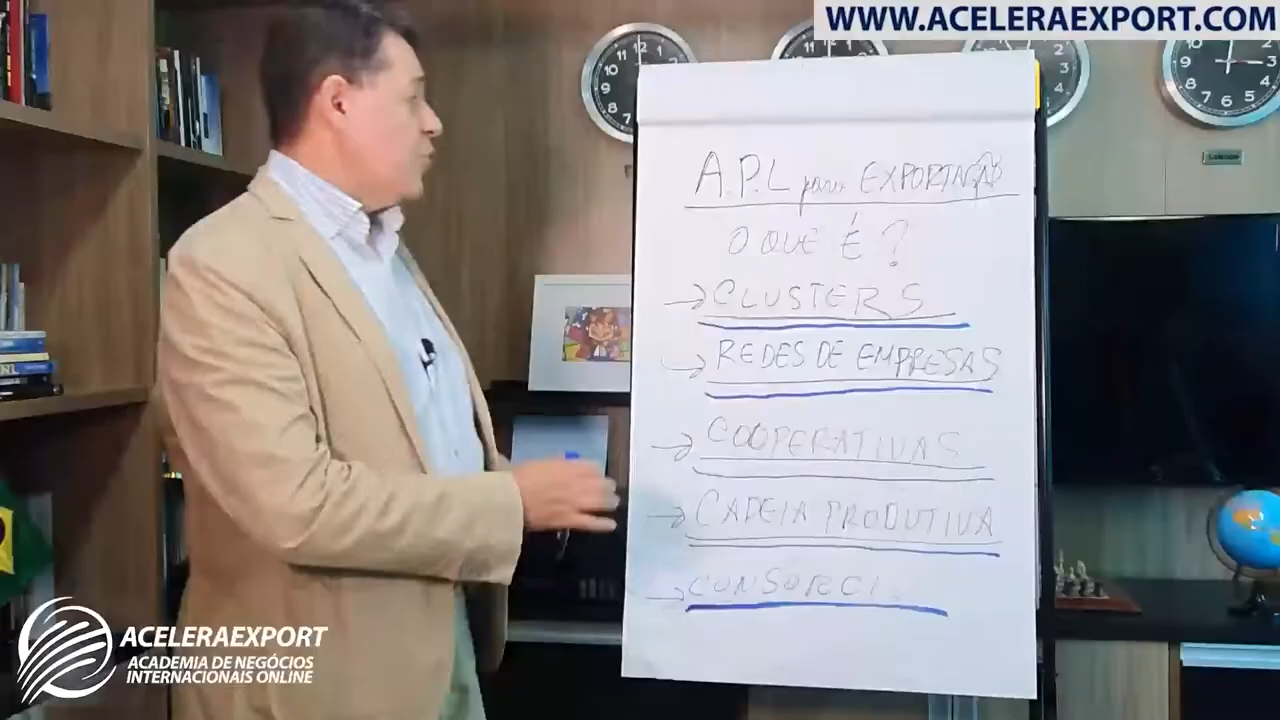 WWW.ACELERAEXPORT.COM
A.P.L para EXPORTAÇÃO
O QUE É ?
→CLUSTERS
→REDES DE EMPRESAS
→COOPERATIVAS
→CADEIA PRODUTIVA
LONDON
ACELERAEXPORT
ACADEMIA DE NEGÓCIOS
INTERNACIONAIS ONLINE